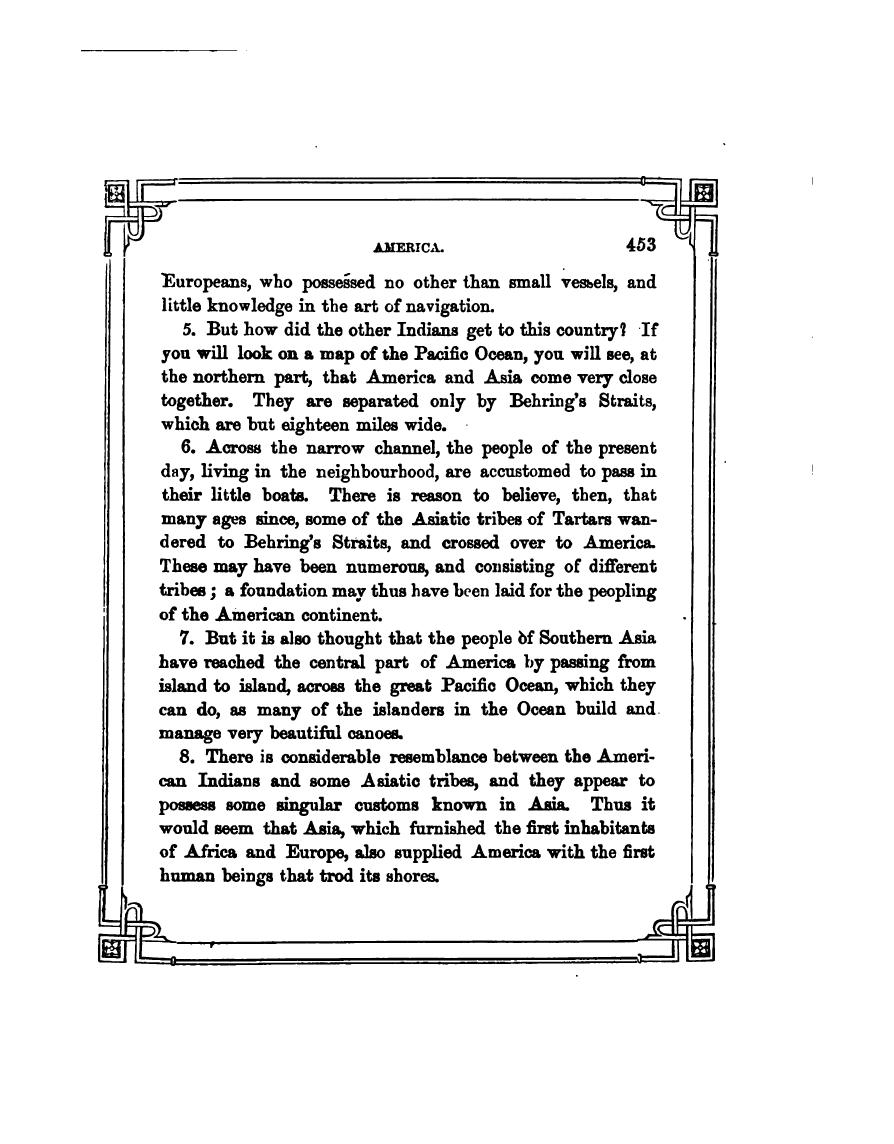 AMERICA. 453
Europeans, who possessed no other than small vessels, and
little knowledge in the art of navigation.
5. But how did the other Indians get to this country? If
you will look on a map of the Pacific Ocean, you will see, at
the northern part, that America and Asia come very close
together. They are separated only by Behring's Straits,
which are but eighteen miles wide.
6. Across the narrow channel, the people of the present
day, living in the neighbourhood, are accustomed to pass in
their little boats. There is reason to believe, then, that
many ages since, some of the Asiatic tribes of Tartars wan-
dered to Behring's Straits, and crossed over to America.
These may have been numerous, and consisting of different
tribes; a foundation may thus have been laid for the peopling
of the American continent.
7. But it is also thought that the people of Southern Asia
have reached the central part of America by passing from
island to island, across the great Pacific Ocean, which they
can do, as many of the islanders in the Ocean build and
manage very beautiful canoes.
8. There is considerable resemblance between the Ameri-
can Indians and some Asiatic tribes, and they appear to
possess some singular customs known in Asia. Thus it
would seem that Asia, which furnished the first inhabitants
of Africa and Europe, also supplied America with the first
human beings that trod its shores.